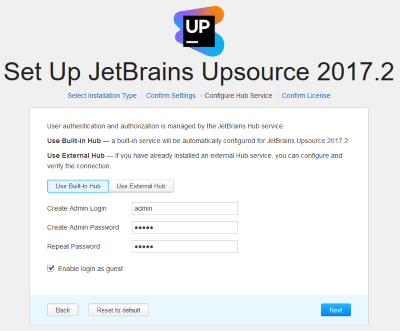 UP
Set Up JetBrains Upsource 2017.2
Select Installation Type > Confirm Settings > Configure Hub Service > Confirm License
User authentication and authorization is managed by the JetBrains Hub service.
Use Built-in Hub — a built-in service will be automatically configured for JetBrains Upsource 2017.2
Use External Hub — if you have already installed an external Hub service, you can configure and
verify the connection.
Use Built-In Hub Use External Hub
Create Admin Login admin
Create Admin Password •••••
Repeat Password •••••
Enable login as guest
Back Reset to default Next